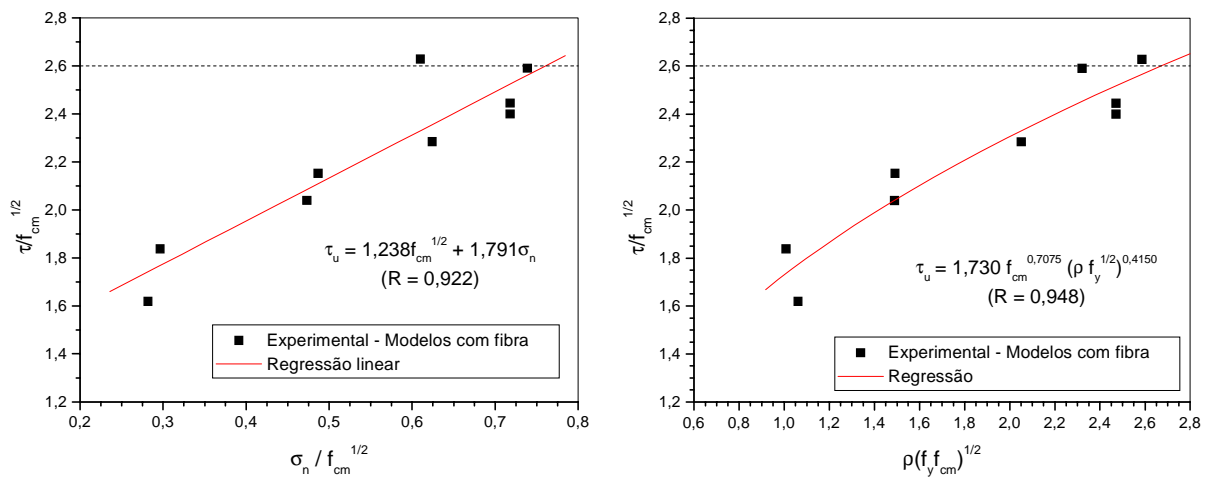 2,8
2,6
2,4
2,2
2,0
1,8
1,6
1,4
1,2
τ/f_cm^1/2
τ_u = 1,238f_cm^1/2 + 1,791σ_n
(R = 0,922)
Experimental - Modelos com fibra
Regressão linear
0,2 0,3 0,4 0,5 0,6 0,7 0,8
σ_n / f_cm^1/2
2,8
2,6
2,4
2,2
2,0
1,8
1,6
1,4
1,2
τ/f_cm^1/2
τ_u = 1,730 f_cm^0,7075 (ρ f_y^1/2)^0,4150
(R = 0,948)
Experimental - Modelos com fibra
Regressão
0,6 0,8 1,0 1,2 1,4 1,6 1,8 2,0 2,2 2,4 2,6 2,8
ρ(f_y f_cm)^1/2